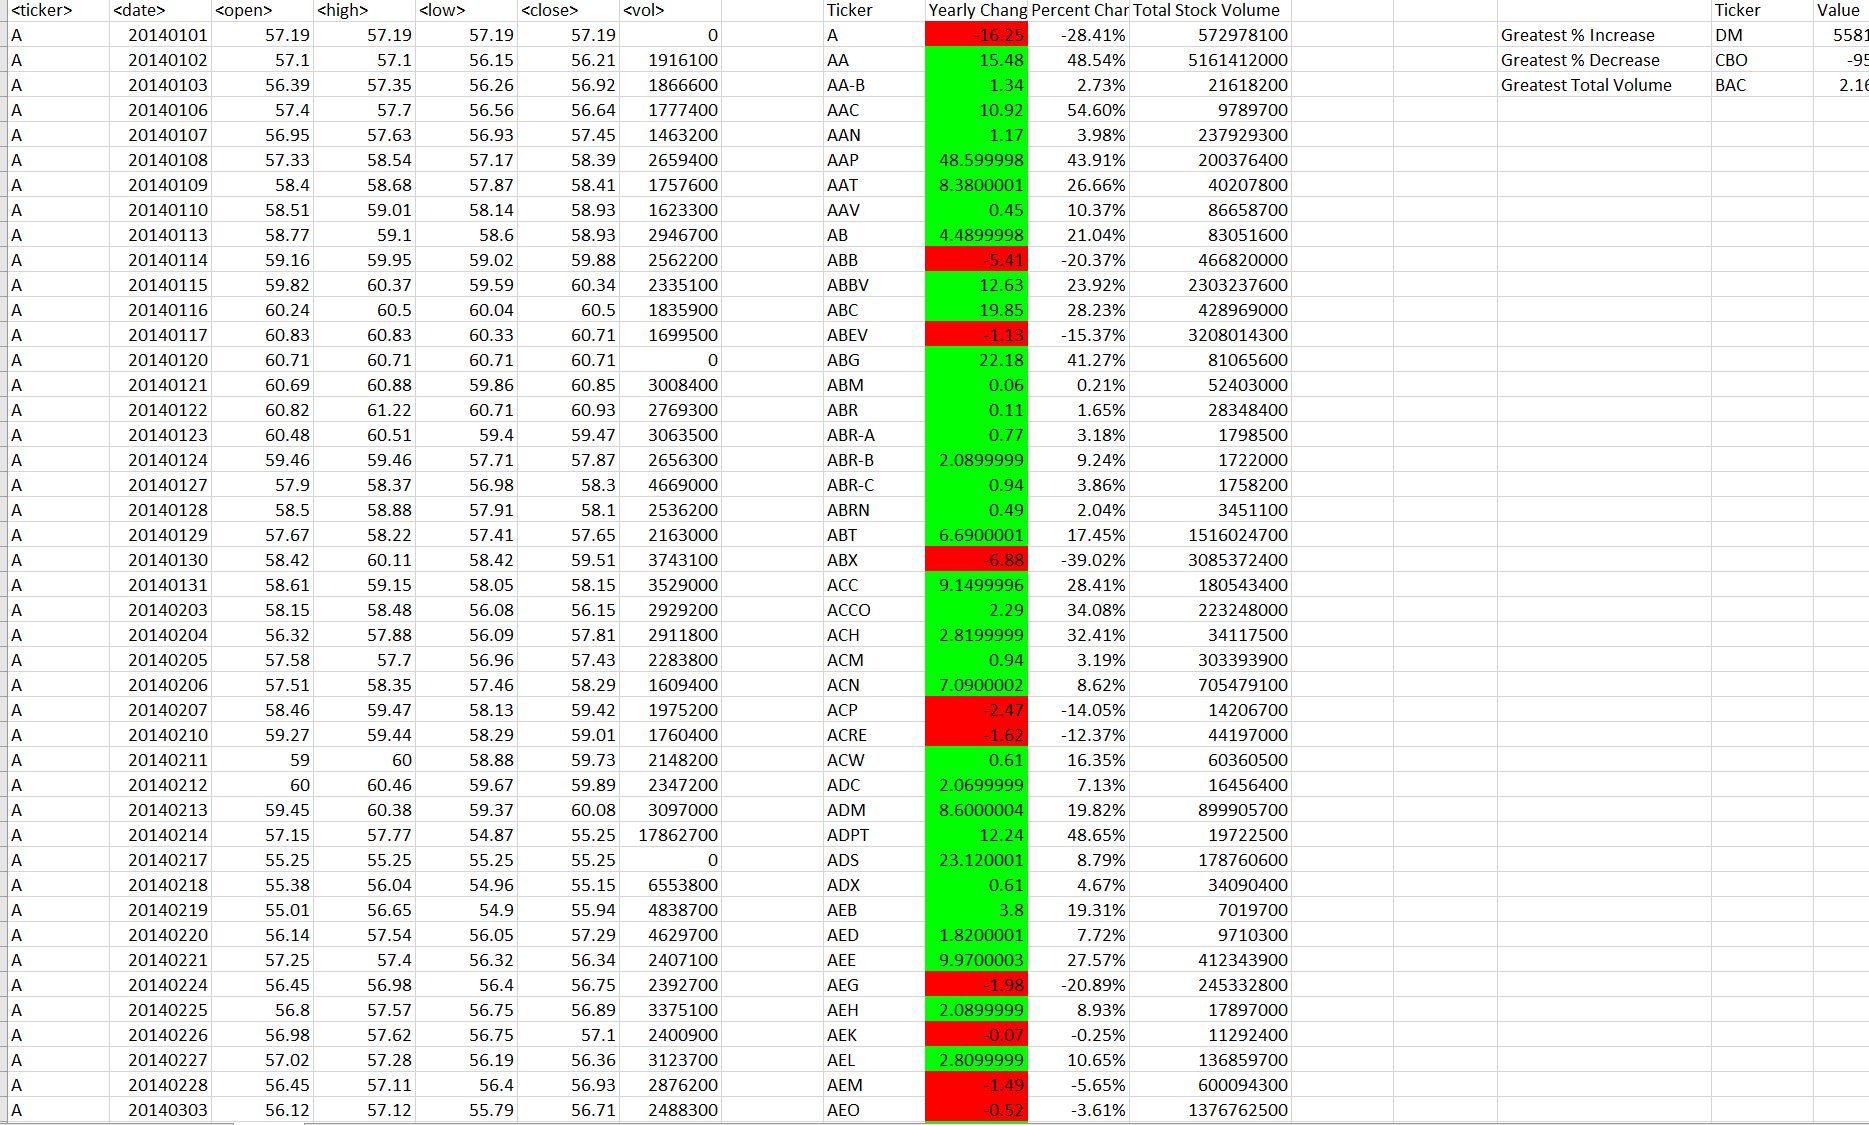 <ticker> <date> <open> <high> <low> <close> <vol> Ticker Yearly Chang Percent Char Total Stock Volume Ticker Value
A 20140101 57.19 57.19 57.19 57.19 0 A -16.25 -28.41% 572978100 Greatest % Increase DM 5581
A 20140102 57.1 57.1 56.15 56.21 1916100 AA 15.48 48.54% 5161412000 Greatest % Decrease CBO -95
A 20140103 56.39 57.35 56.26 56.92 1866600 AA-B 1.34 2.73% 21618200 Greatest Total Volume BAC 2.16
A 20140106 57.4 57.7 56.56 56.64 1777400 AAC 10.92 54.60% 9789700
A 20140107 56.95 57.63 56.93 57.45 1463200 AAN 1.17 3.98% 237929300
A 20140108 57.33 58.54 57.17 58.39 2659400 AAP 48.599998 43.91% 200376400
A 20140109 58.4 58.68 57.87 58.41 1757600 AAT 8.3800001 26.66% 40207800
A 20140110 58.51 59.01 58.14 58.93 1623300 AAV 0.45 10.37% 86658700
A 20140113 58.77 59.1 58.6 58.93 2946700 AB 4.4899998 21.04% 83051600
A 20140114 59.16 59.95 59.02 59.88 2562200 ABB -5.41 -20.37% 466820000
A 20140115 59.82 60.37 59.59 60.34 2335100 ABBV 12.63 23.92% 2303237600
A 20140116 60.24 60.5 60.04 60.5 1835900 ABC 19.85 28.23% 428969000
A 20140117 60.83 60.83 60.33 60.71 1699500 ABEV -1.13 -15.37% 3208014300
A 20140120 60.71 60.71 60.71 60.71 0 ABG 22.18 41.27% 81065600
A 20140121 60.69 60.88 59.86 60.85 3008400 ABM 0.06 0.21% 52403000
A 20140122 60.82 61.22 60.71 60.93 2769300 ABR 0.11 1.65% 28348400
A 20140123 60.48 60.51 59.4 59.47 3063500 ABR-A 0.77 3.18% 1798500
A 20140124 59.46 59.46 57.71 57.87 2656300 ABR-B 2.0899999 9.24% 1722000
A 20140127 57.9 58.37 56.98 58.3 4669000 ABR-C 0.94 3.86% 1758200
A 20140128 58.5 58.88 57.91 58.1 2536200 ABRN 0.49 2.04% 3451100
A 20140129 57.67 58.22 57.41 57.65 2163000 ABT 6.6900001 17.45% 1516024700
A 20140130 58.42 60.11 58.42 59.51 3743100 ABX -6.88 -39.02% 3085372400
A 20140131 58.61 59.15 58.05 58.15 3529000 ACC 9.1499996 28.41% 180543400
A 20140203 58.15 58.48 56.08 56.15 2929200 ACCO 2.29 34.08% 223248000
A 20140204 56.32 57.88 56.09 57.81 2911800 ACH 2.8199999 32.41% 34117500
A 20140205 57.58 57.7 56.96 57.43 2283800 ACM 0.94 3.19% 303393900
A 20140206 57.51 58.35 57.46 58.29 1609400 ACN 7.0900002 8.62% 705479100
A 20140207 58.46 59.47 58.13 59.42 1975200 ACP -2.47 -14.05% 14206700
A 20140210 59.27 59.44 58.29 59.01 1760400 ACRE -1.62 -12.37% 44197000
A 20140211 59 60 58.88 59.73 2148200 ACW 0.61 16.35% 60360500
A 20140212 60 60.46 59.67 59.89 2347200 ADC 2.0699999 7.13% 16456400
A 20140213 59.45 60.38 59.37 60.08 3097000 ADM 8.6000004 19.82% 899905700
A 20140214 57.15 57.77 54.87 55.25 17862700 ADPT 12.24 48.65% 19722500
A 20140217 55.25 55.25 55.25 55.25 0 ADS 23.120001 8.79% 178760600
A 20140218 55.38 56.04 54.96 55.15 6553800 ADX 0.61 4.67% 34090400
A 20140219 55.01 56.65 54.9 55.94 4838700 AEB 3.8 19.31% 7019700
A 20140220 56.14 57.54 56.05 57.29 4629700 AED 1.8200001 7.72% 9710300
A 20140221 57.25 57.4 56.32 56.34 2407100 AEE 9.9700003 27.57% 412343900
A 20140224 56.45 56.98 56.4 56.75 2392700 AEG -1.98 -20.89% 245332800
A 20140225 56.8 57.57 56.75 56.89 3375100 AEH 2.0899999 8.93% 17897000
A 20140226 56.98 57.62 56.75 57.1 2400900 AEK -0.07 -0.25% 11292400
A 20140227 57.02 57.28 56.19 56.36 3123700 AEL 2.8099999 10.65% 136859700
A 20140228 56.45 57.11 56.4 56.93 2876200 AEM -1.49 -5.65% 600094300
A 20140303 56.12 57.12 55.79 56.71 2488300 AEO -0.52 -3.61% 1376762500